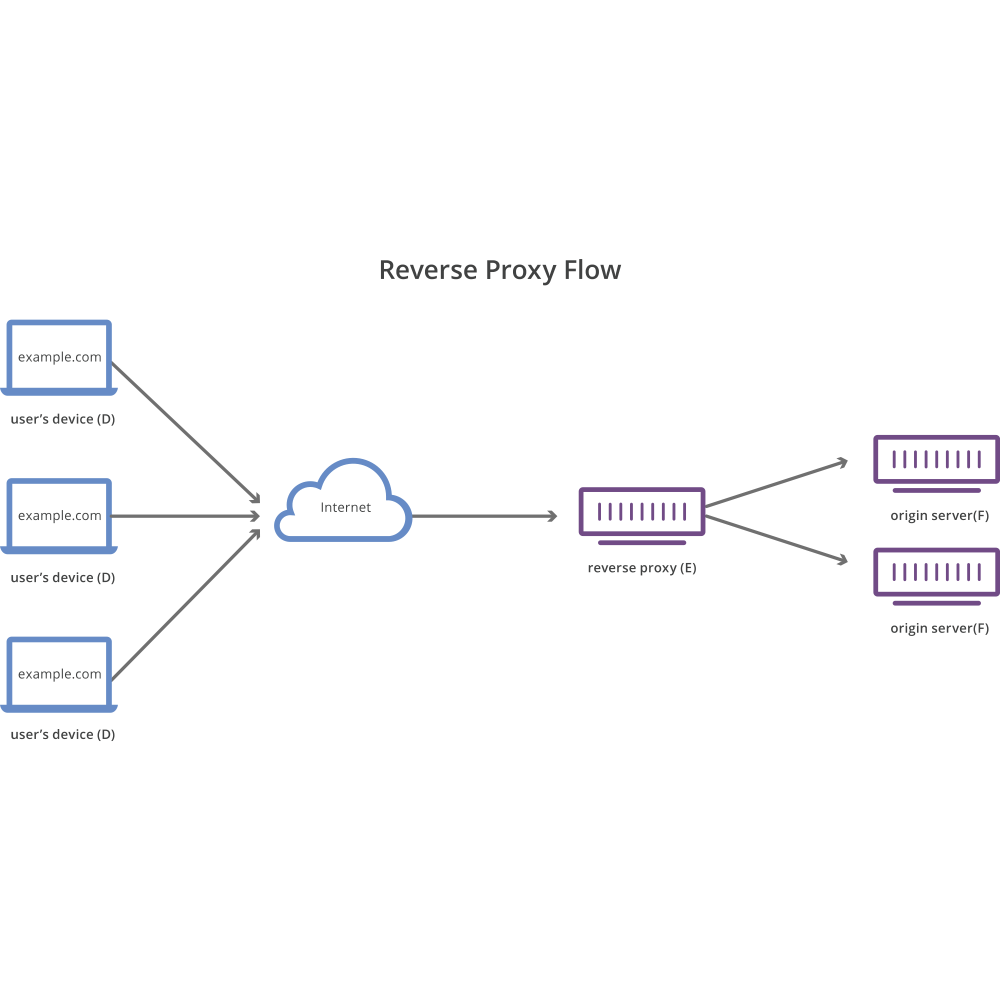 Reverse Proxy Flow
example.com
user’s device (D)
example.com
user’s device (D)
example.com
user’s device (D)
Internet
reverse proxy (E)
origin server(F)
origin server(F)